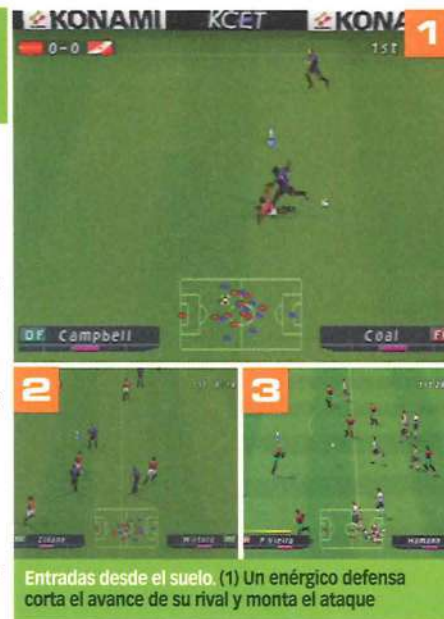 KONAMI KCET KONA
1
0-0 1st
DF Campbell Coal
2 3
P.Vieira Hamann
Entradas desde el suelo. (1) Un enérgico defensa
corta el avance de su rival y monta el ataque